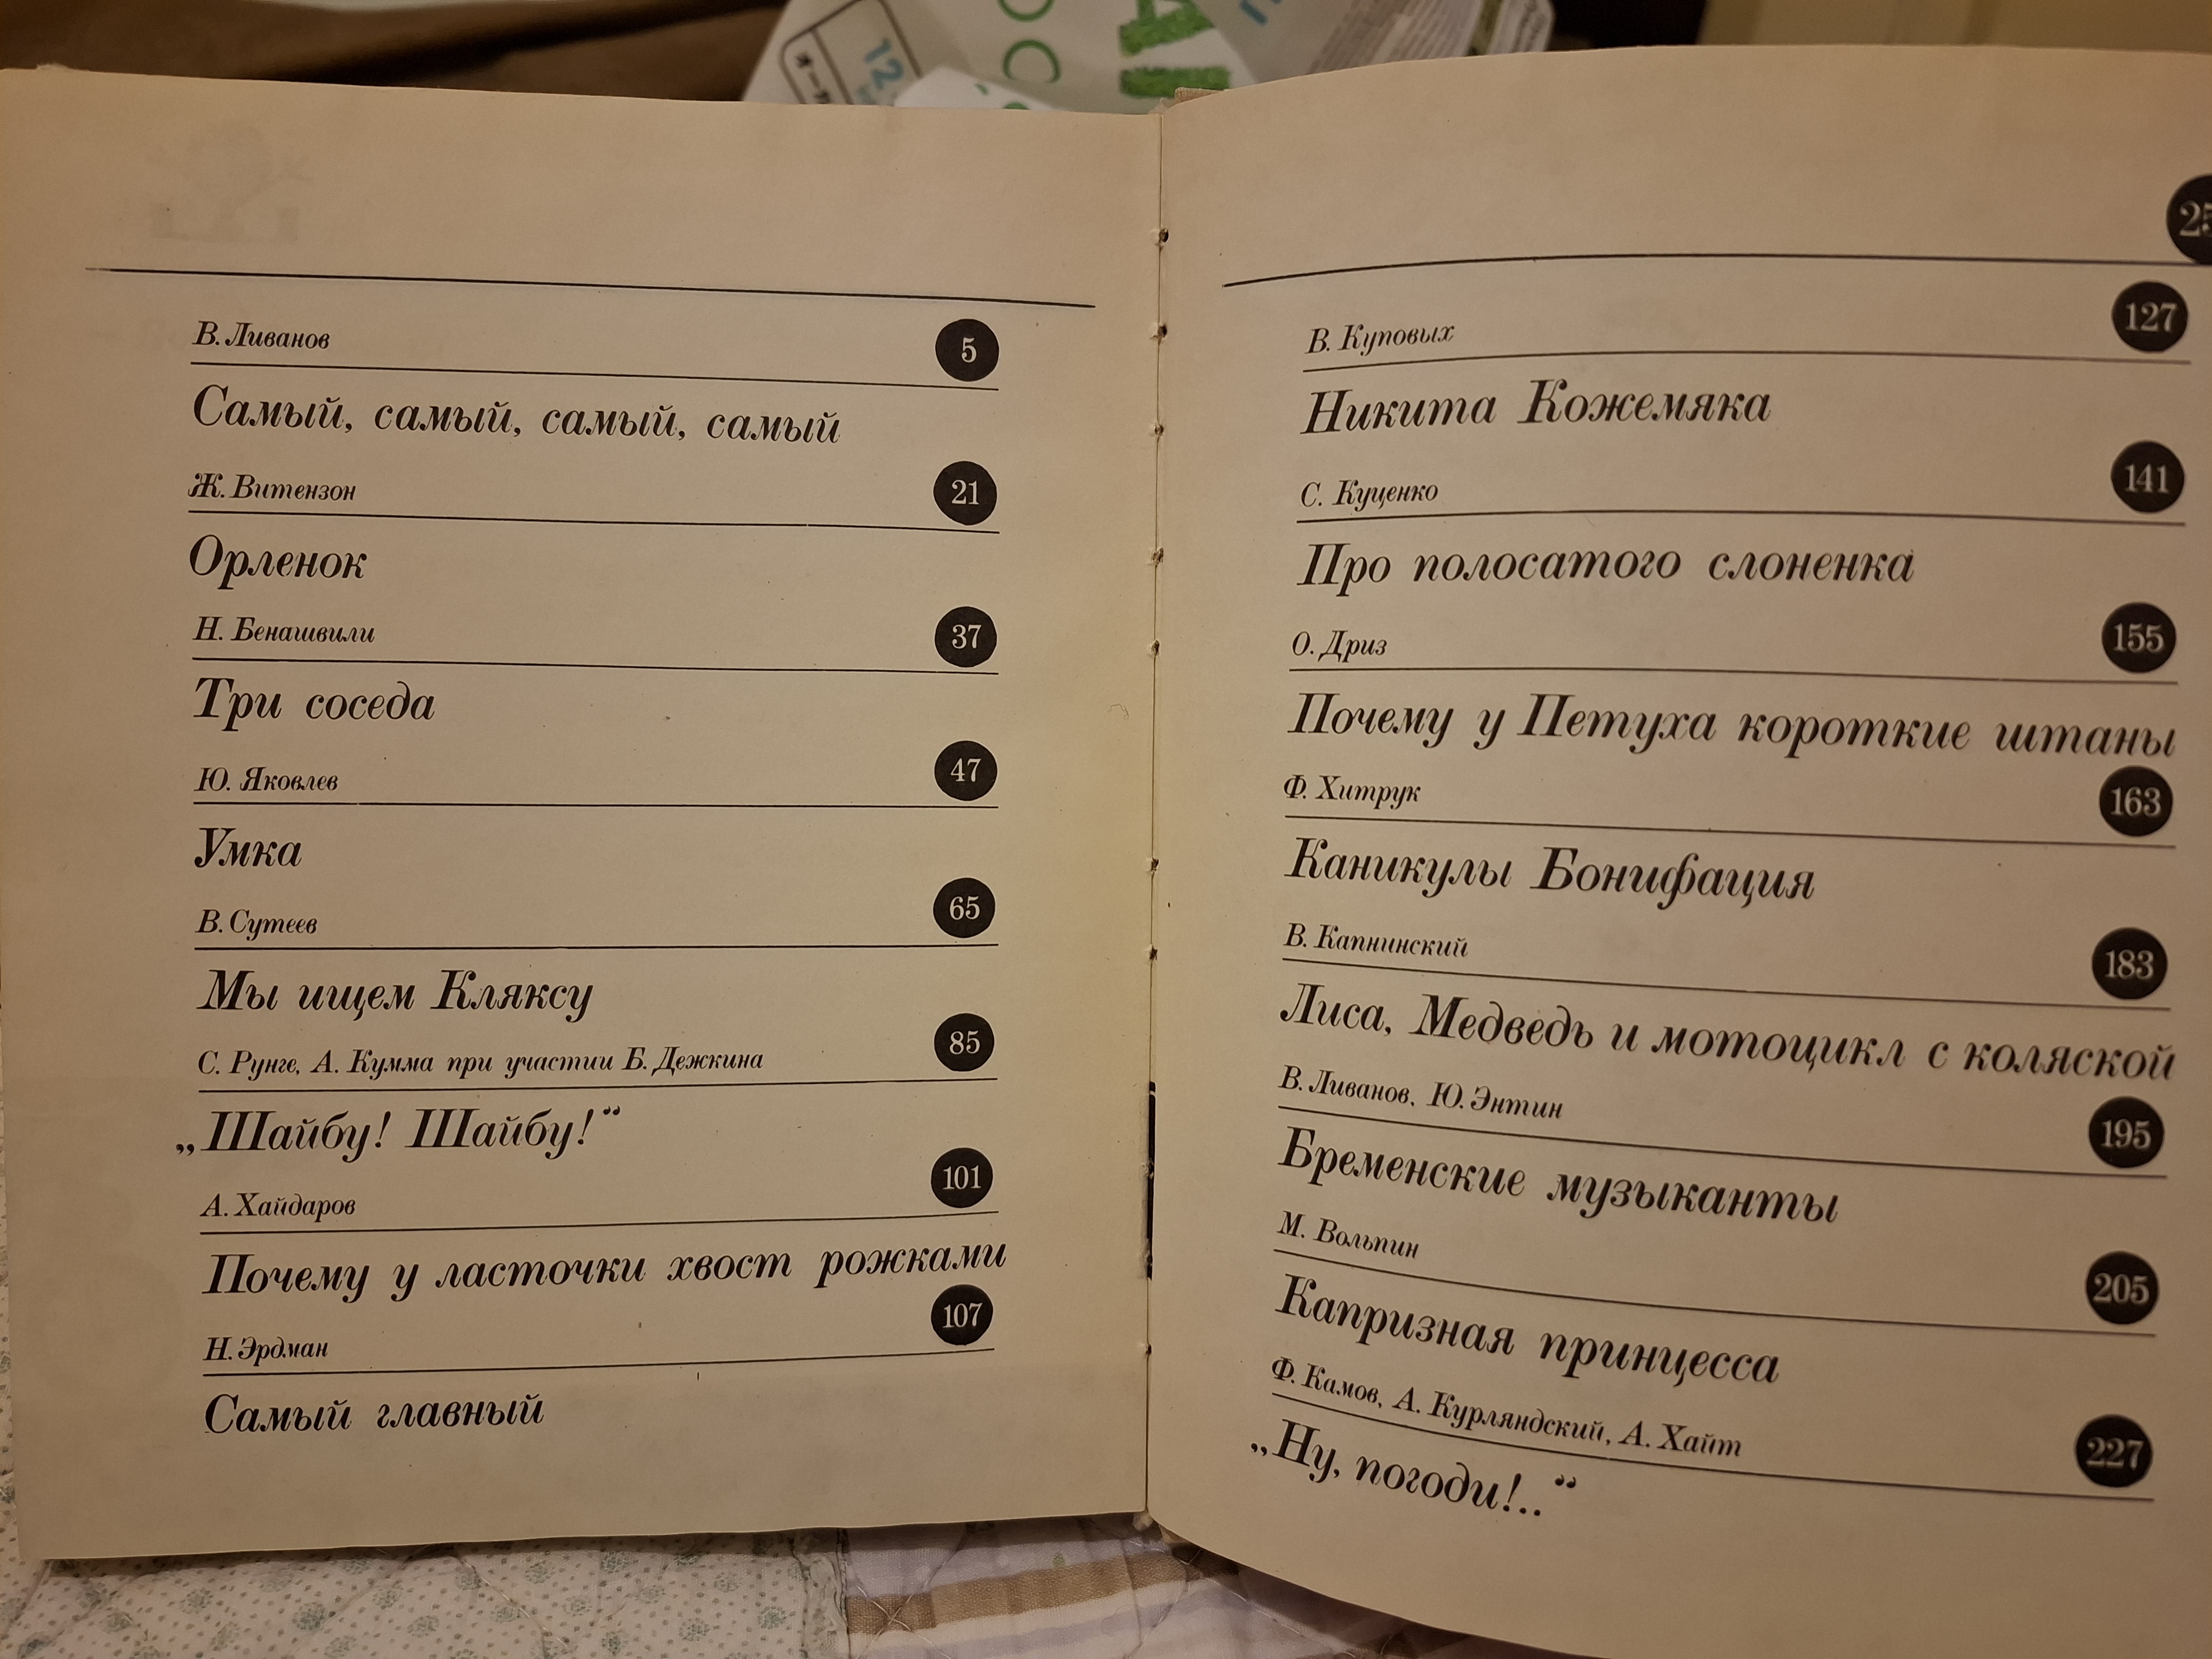 В. Ливанов 5
Самый, самый, самый, самый
Ж. Витензон 21
Орленок
Н. Бенашвили 37
Три соседа
Ю. Яковлев 47
Умка
В. Сутеев 65
Мы ищем Кляксу
С. Рунге, А. Кумма при участии Б. Дежкина 85
„Шайбу! Шайбу!“
А. Хайдаров 101
Почему у ласточки хвост рожками
Н. Эрдман 107
Самый главный
В. Куповых 127
Никита Кожемяка
С. Куценко 141
Про полосатого слоненка
О. Дриз 155
Почему у Петуха короткие штаны
Ф. Хитрук 163
Каникулы Бонифация
В. Капнинский 183
Лиса, Медведь и мотоцикл с коляской
В. Ливанов, Ю. Энтин 195
Бременские музыканты
М. Вольпин 205
Капризная принцесса
Ф. Камов, А. Курляндский, А. Хайт 227
„Ну, погоди!..“